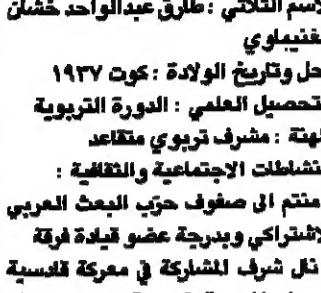 لاسم الثلاثي : طارق عبدالواحد خشان
غنيماوي
حل وتاريخ الولادة : كوت ١٩٣٧
تحصيل العلمي : الدورة التربوية
لهنة : مشرف تربوي متقاعد
نشاطات الاجتماعية والثقافية :
منتم الى صفوف حزب البعث العربي
لاشتراكي وبدرجة عضو قيادة فرقة
نال شرف المشاركة في معركة قادسية